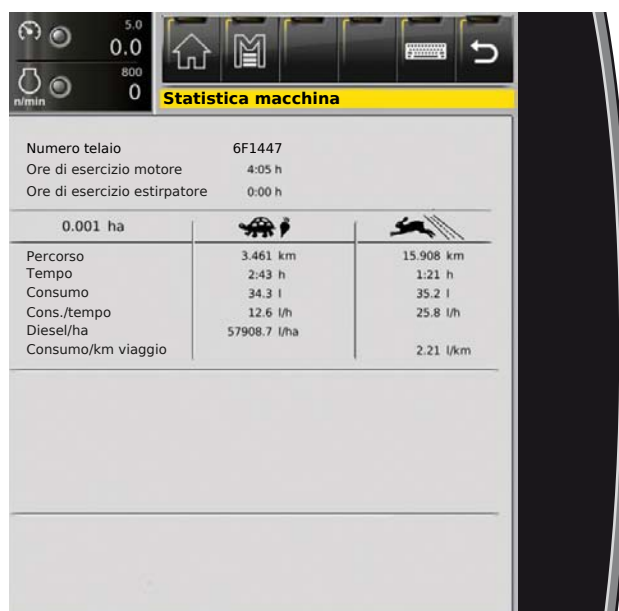 5.0
0.0
800
n/min 0
M
Statistica macchina
Numero telaio 6F1447
Ore di esercizio motore 4:05 h
Ore di esercizio estirpatore 0:00 h
0.001 ha
Percorso 3.461 km 15.908 km
Tempo 2:43 h 1:21 h
Consumo 34.3 l 35.2 l
Cons./tempo 12.6 l/h 25.8 l/h
Diesel/ha 57908.7 l/ha
Consumo/km viaggio 2.21 l/km